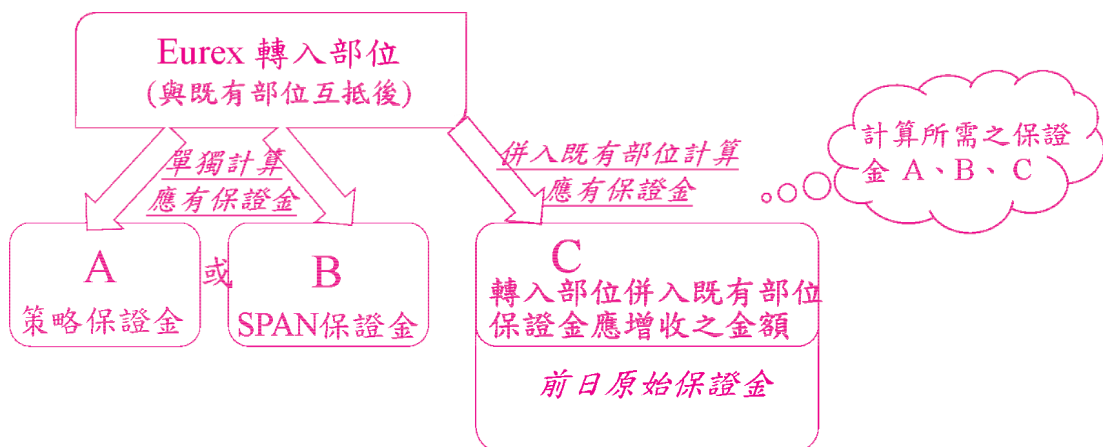 Eurex 轉入部位
(與既有部位互抵後)
單獨計算
應有保證金
併入既有部位計算
應有保證金
計算所需之保證
金 A、B、C
A
策略保證金
或
B
SPAN保證金
C
轉入部位併入既有部位
保證金應增收之金額
前日原始保證金